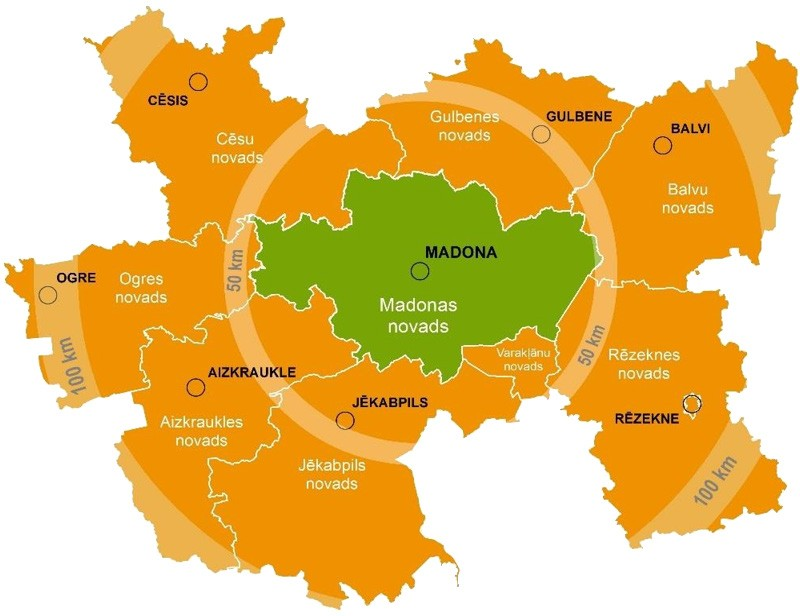 CĒSIS
Cēsu
novads
Gulbenes
novads
GULBENE
BALVI
Balvu
novads
MADONA
Madonas
novads
50 km
OGRE
Ogres
novads
100 km
AIZKRAUKLE
Aizkraukles
novads
JĒKABPILS
Jēkabpils
novads
Varakļānu
novads
50 km
Rēzeknes
novads
RĒZEKNE
100 km